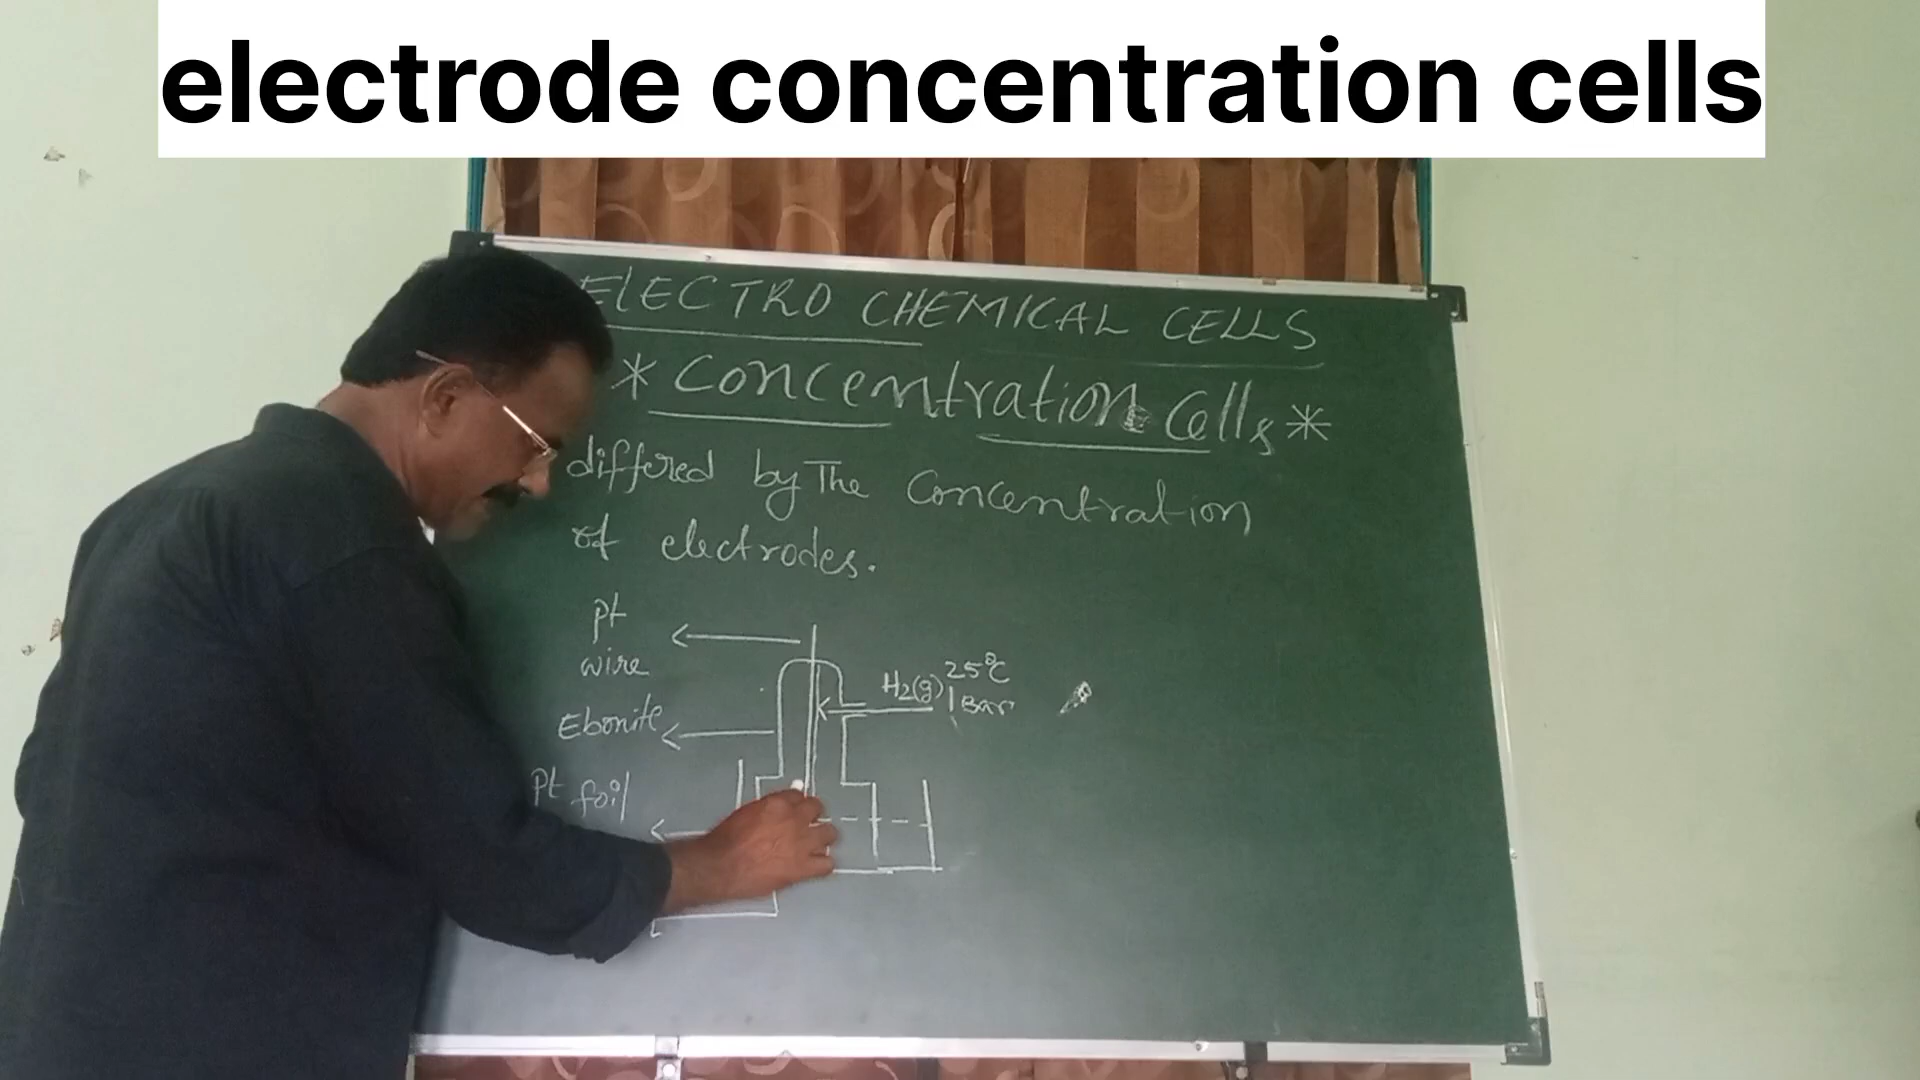 electrode concentration cells
ELECTRO CHEMICAL CELLS
* Concentration Cells *
differed by The Concentration
of electrodes.
pt
wire
H2(g) 25°C
1 Bar
Ebonite
Pt foil